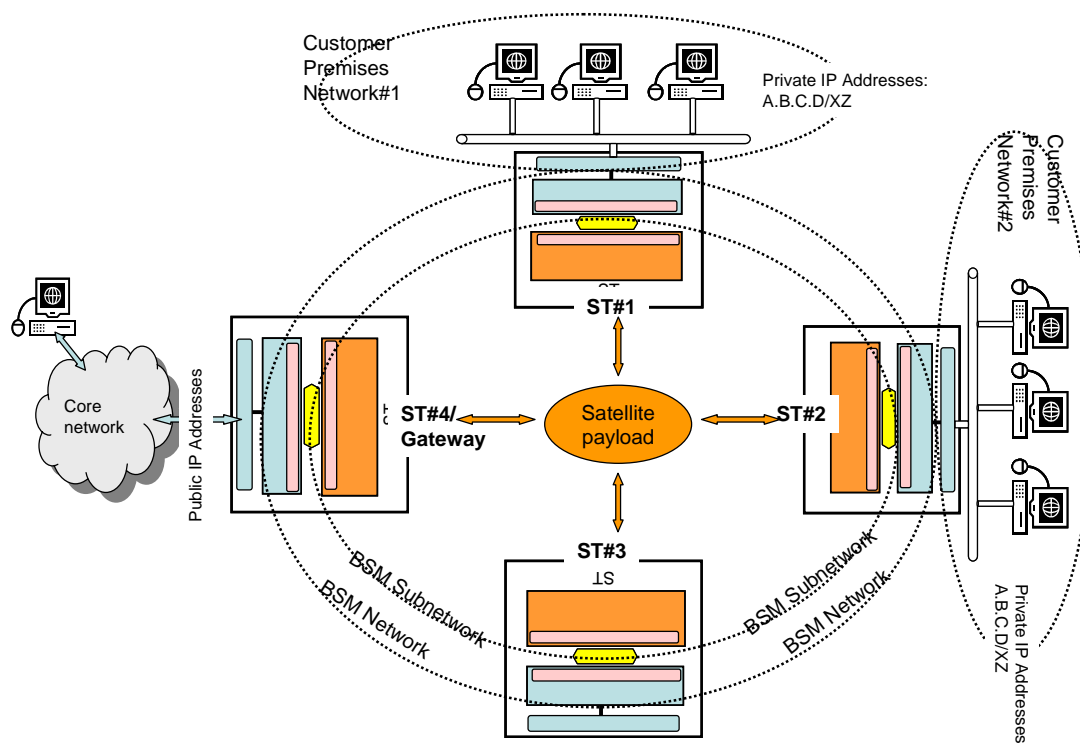 Customer
Premises
Network#1
Private IP Addresses:
A.B.C.D/XZ
Customer
Premises
Network#2
ST#1
Core
network
Public IP Addresses
ST#4/
Gateway
Satellite
payload
ST#2
ST#3
ST
BSM Subnetwork
BSM Network
BSM Subnetwork
BSM Network
Private IP Addresses
A.B.C.D/XZ